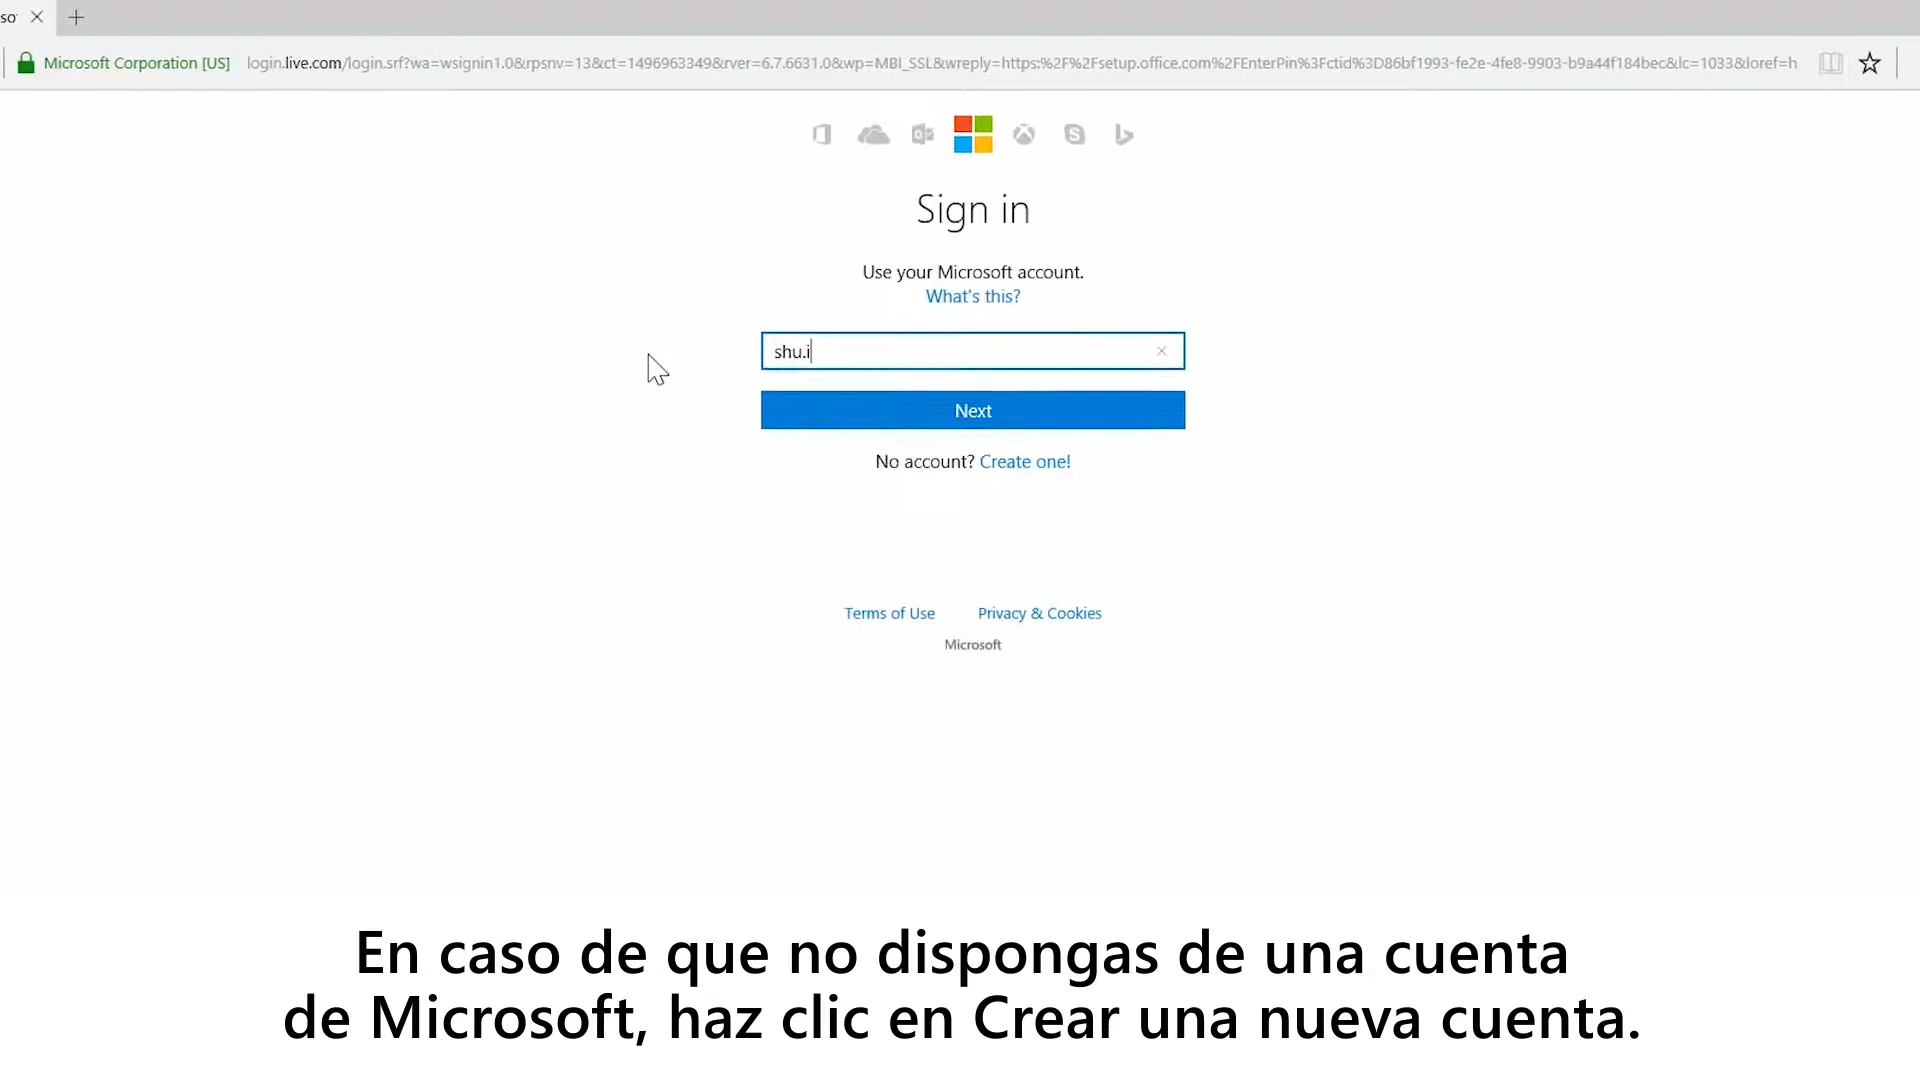 so
Microsoft Corporation [US] login.live.com/login.srf?wa=wsignin1.0&rpsnv=13&ct=1496963349&rver=6.7.6631.0&wp=MBI_SSL&wreply=https:%2F%2Fsetup.office.com%2FEnterPin%3Fctid%3D86bf1993-fe2e-4fe8-9903-b9a44f184bec&lc=1033&loref=h
Sign in
Use your Microsoft account.
What's this?
shu.i
Next
No account? Create one!
Terms of Use Privacy & Cookies
Microsoft
En caso de que no dispongas de una cuenta
de Microsoft, haz clic en Crear una nueva cuenta.